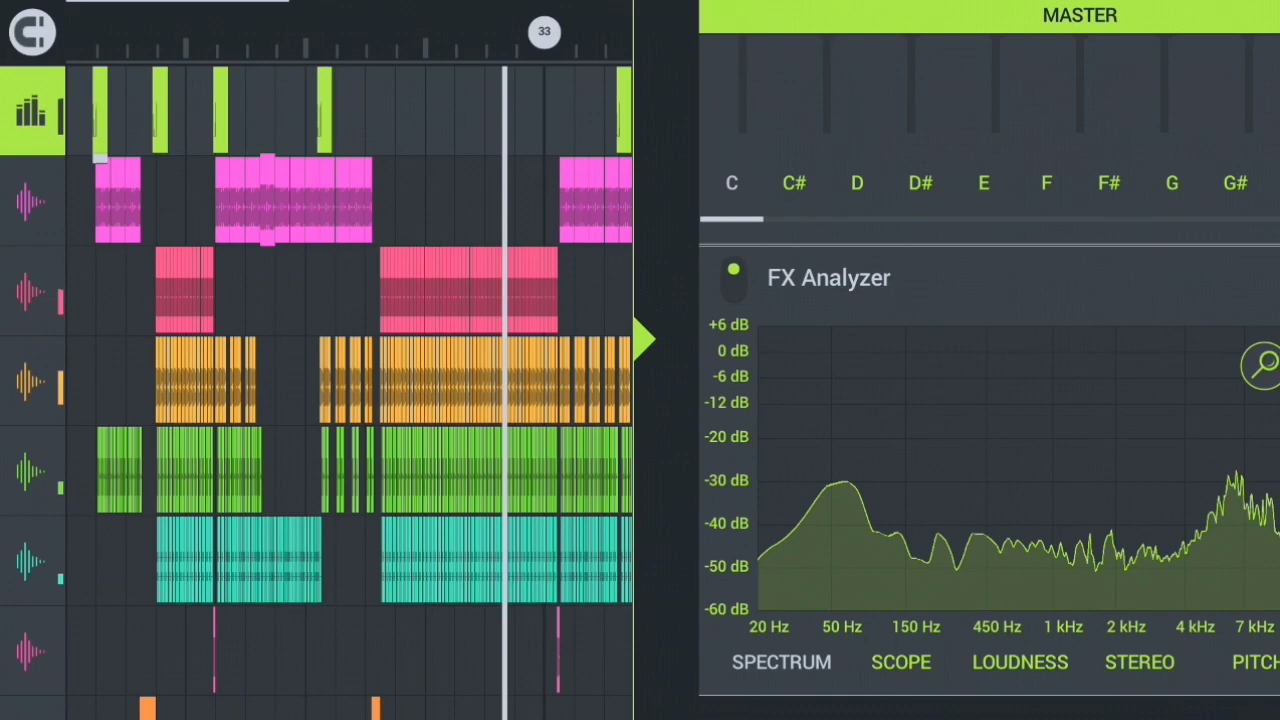 33
MASTER
C C# D D# E F F# G G#
FX Analyzer
+6 dB
0 dB
-6 dB
-12 dB
-20 dB
-30 dB
-40 dB
-50 dB
-60 dB
20 Hz 50 Hz 150 Hz 450 Hz 1 kHz 2 kHz 4 kHz 7 kHz
SPECTRUM SCOPE LOUDNESS STEREO PITCH